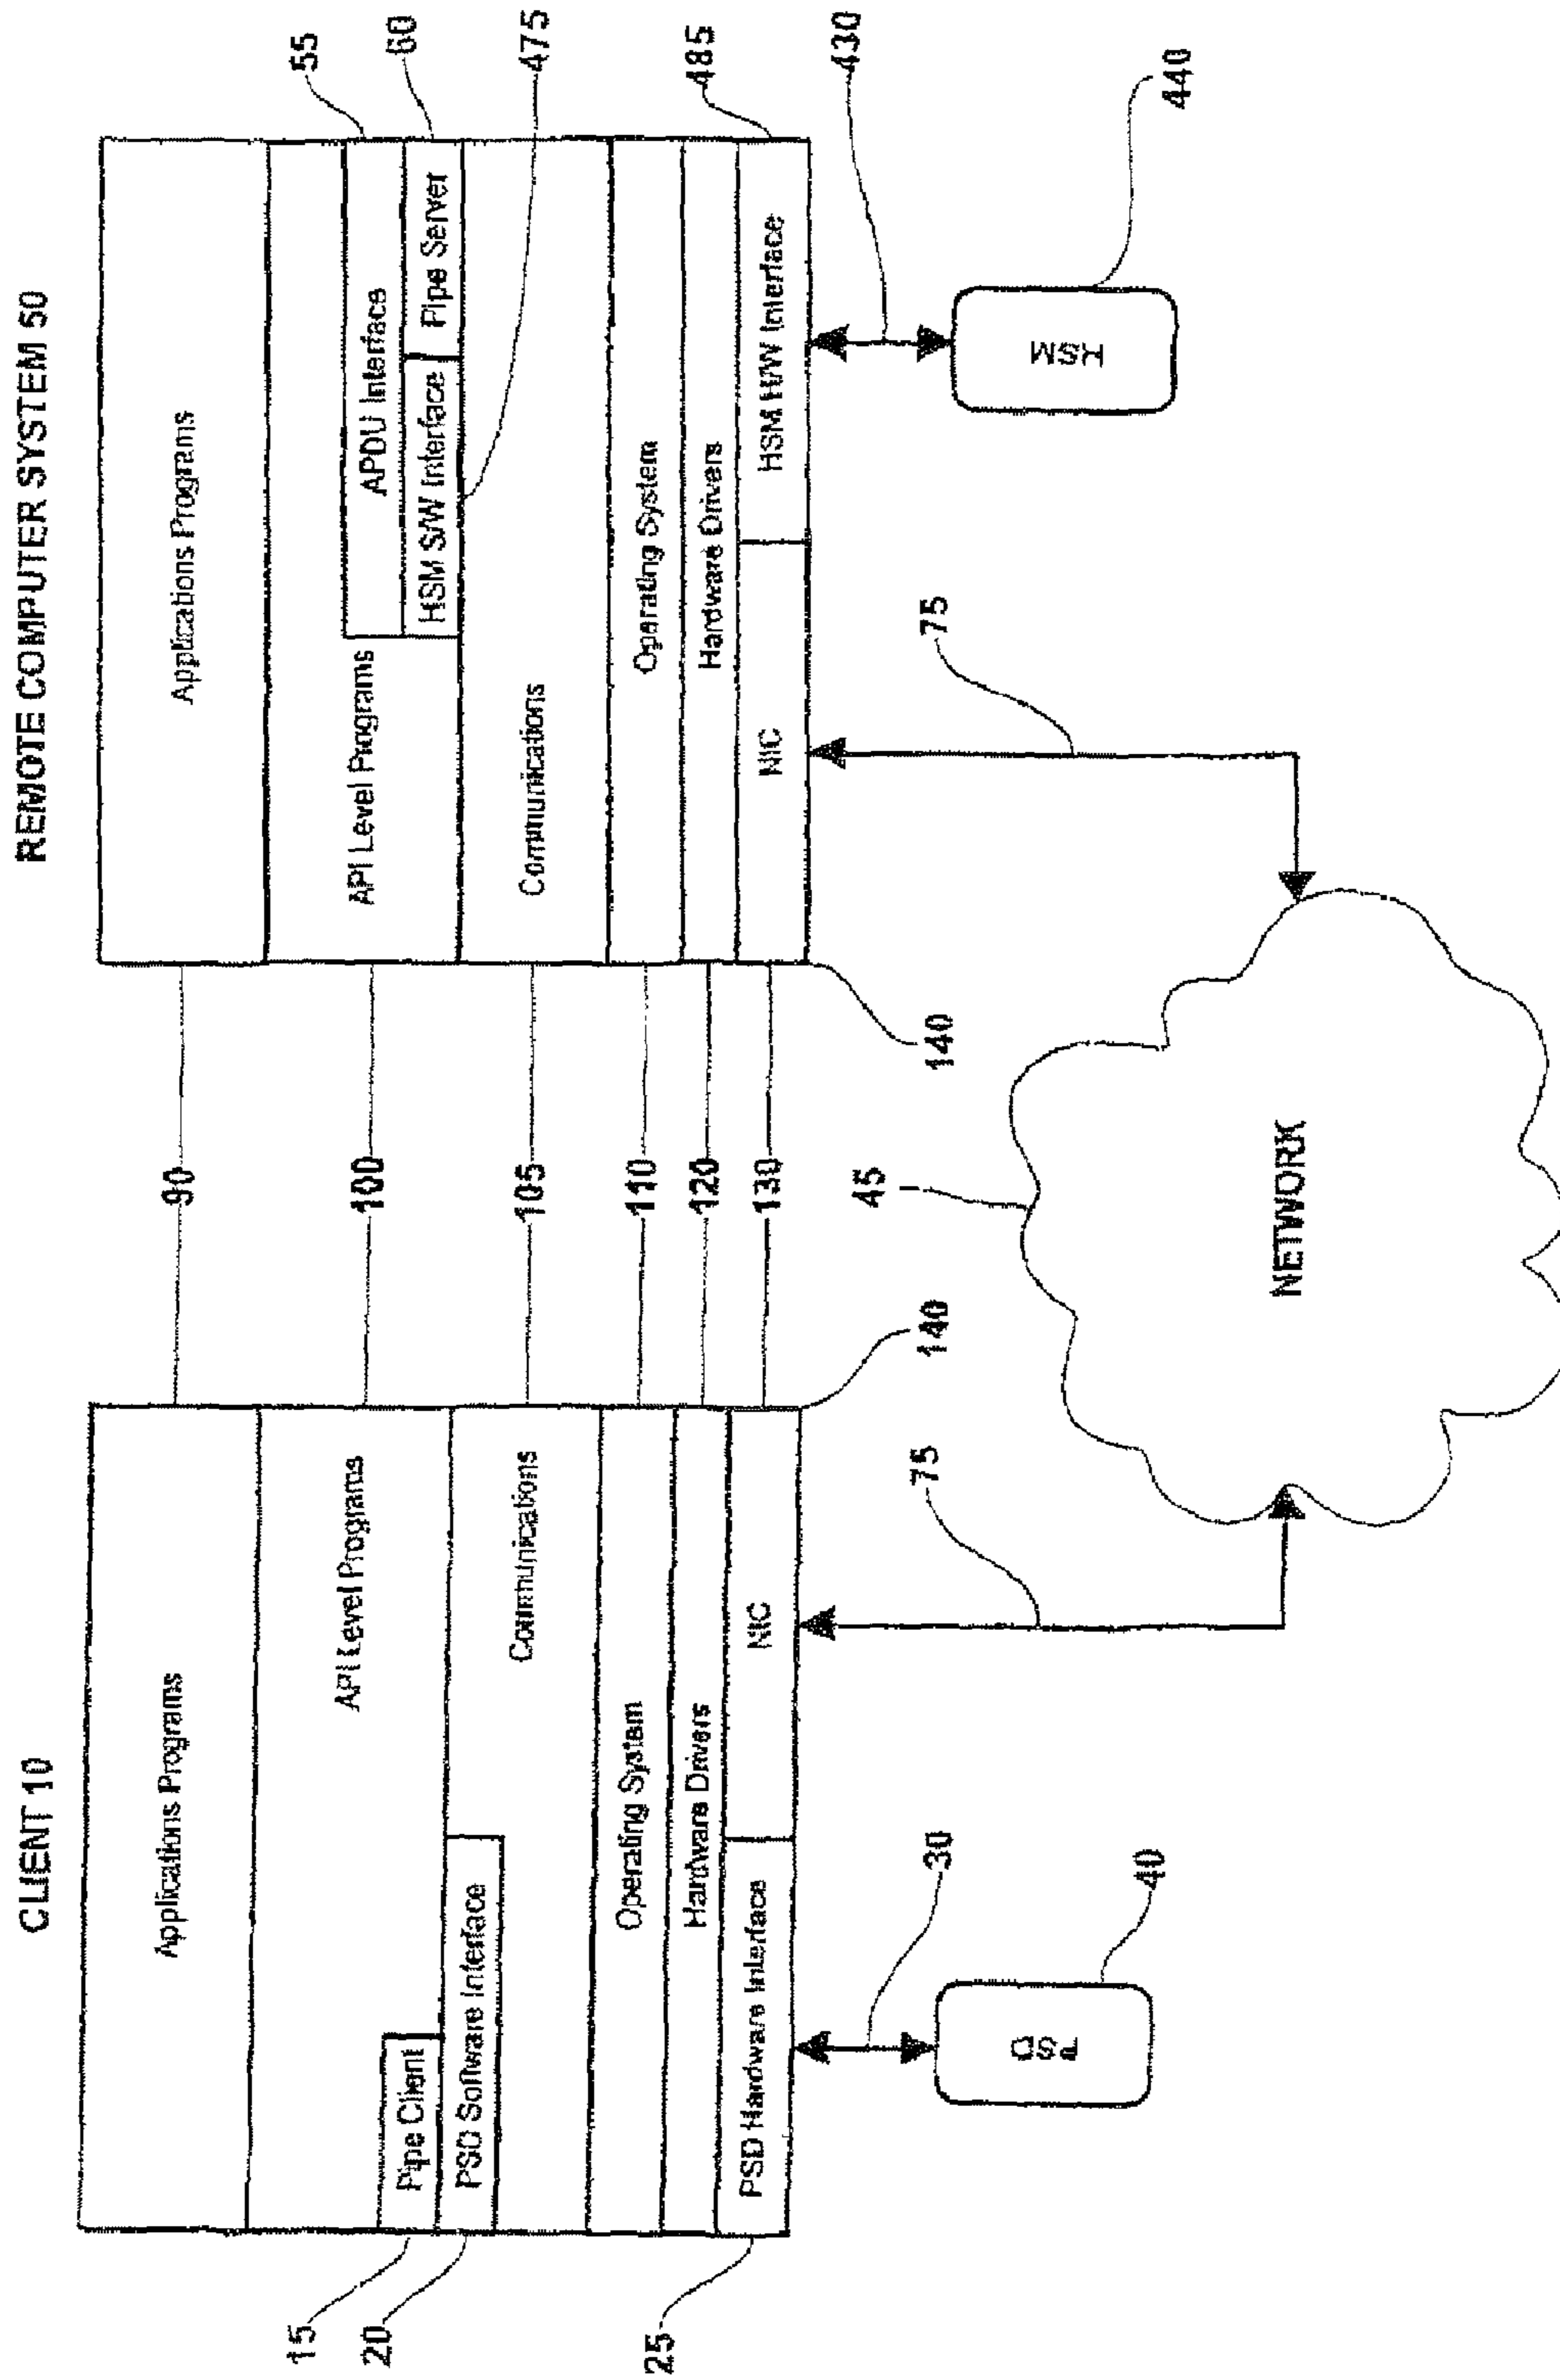 CLIENT 10
REMOTE COMPUTER SYSTEM 50
Applications Programs
90
Applications Programs
API Level Programs
100
API Level Programs
APDU Interface
55
15
Pipe Client
HSM S/W Interface
Pipe Server
60
475
20
PSD Software Interface
Communications
105
Communications
Operating System
110
Operating System
Hardware Drivers
120
Hardware Drivers
25
PSD Hardware Interface
NIC
130
NIC
HSM H/W Interface
485
140
140
30
75
45
75
430
PSD
40
NETWORK
HSM
440